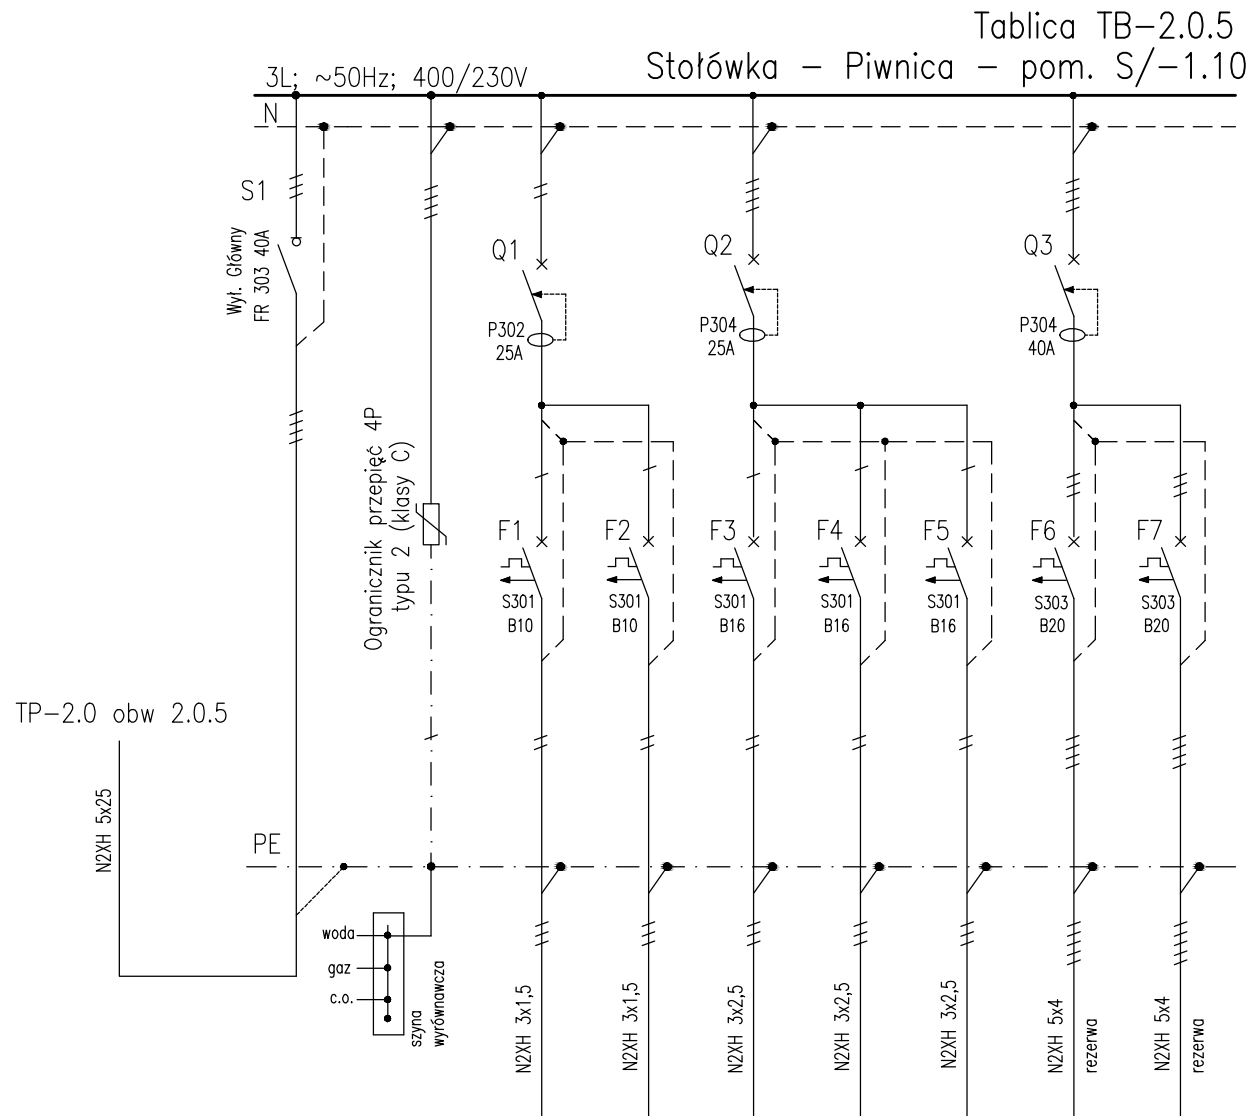 Tablica TB-2.0.5
Stołówka - Piwnica - pom. S/-1.10
3L; ~50Hz; 400/230V
N
S1
Wył. Główny
FR 303 40A
Q1
P302
25A
Q2
P304
25A
Q3
P304
40A
Ogranicznik przepięć 4P
typu 2 (klasy C)
F1
S301
B10
F2
S301
B10
F3
S301
B16
F4
S301
B16
F5
S301
B16
F6
S303
B20
F7
S303
B20
TP-2.0 obw 2.0.5
N2XH 5x25
PE
woda
gaz
c.o.
szyna
wyrównawcza
N2XH 3x1,5
N2XH 3x1,5
N2XH 3x2,5
N2XH 3x2,5
N2XH 3x2,5
N2XH 5x4
rezerwa
N2XH 5x4
rezerwa